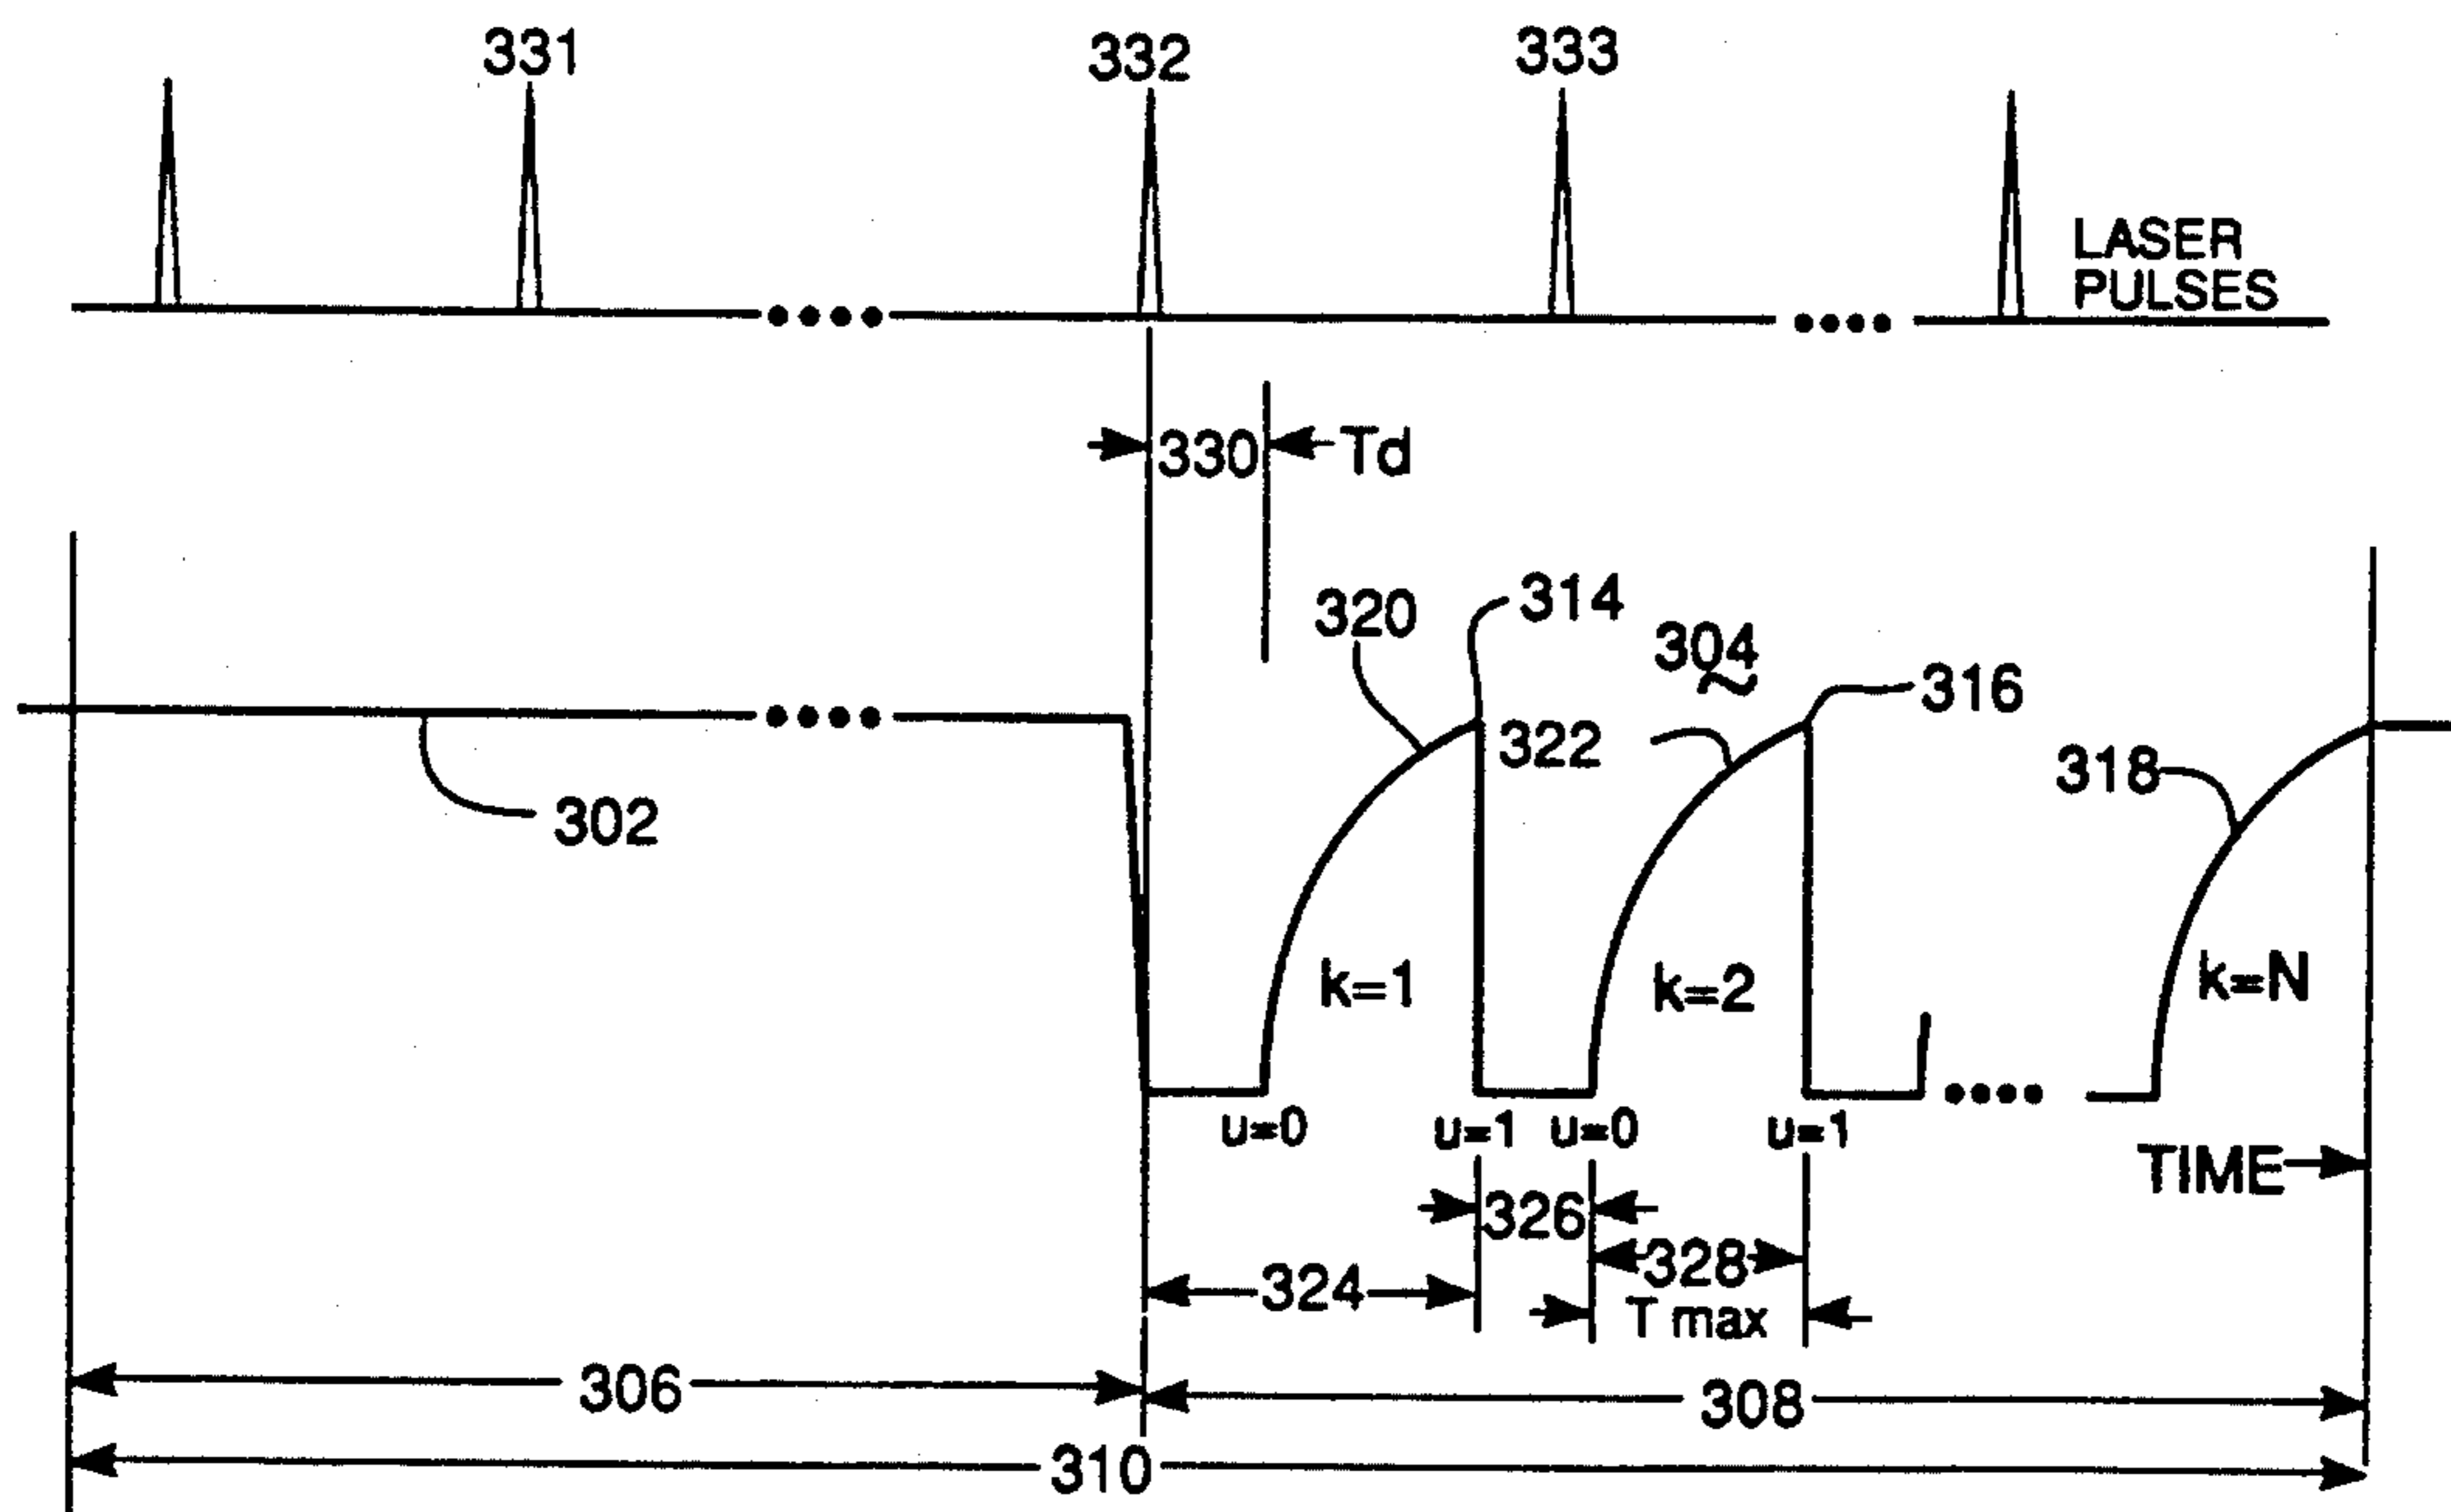 331
332
333
LASER
PULSES
330
Td
320
314
304
316
322
318
302
k=1
k=2
k=N
u=0
u=1
u=0
u=1
TIME
326
328
324
T max
306
308
310